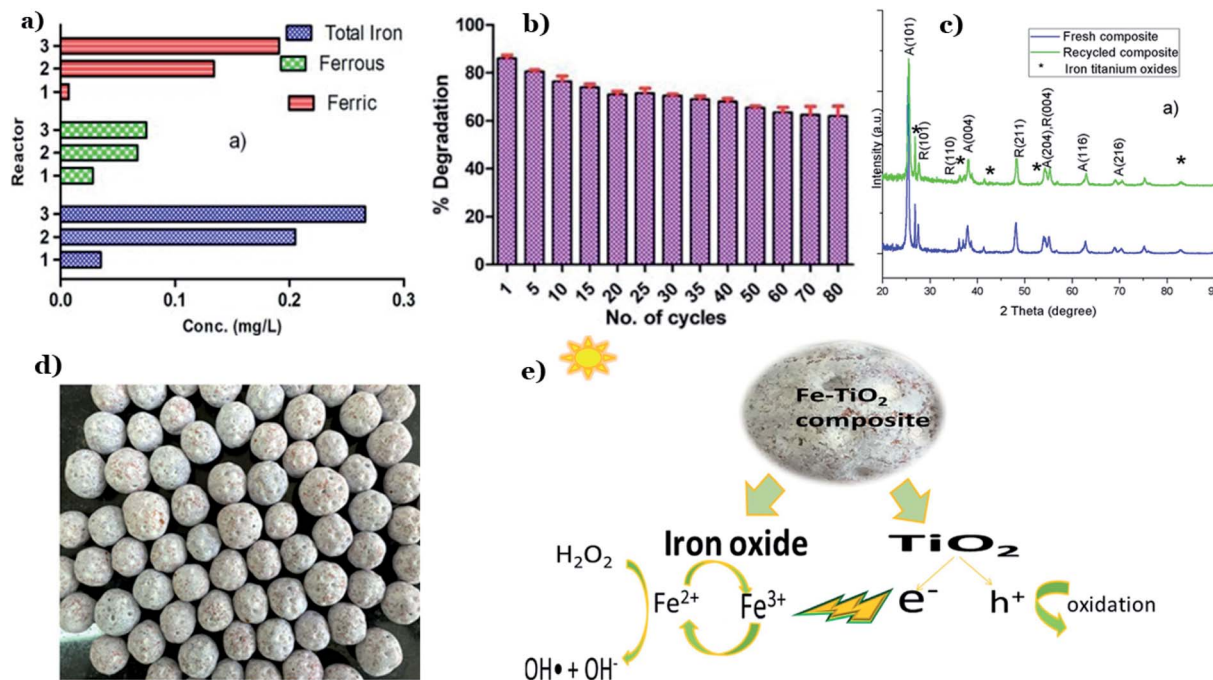 a)
Reactor
3
2
1
3
2
1
3
2
1
0.0
0.1
0.2
0.3
Conc. (mg/L)
Total Iron
Ferrous
Ferric
a)
b)
% Degradation
100
80
60
40
20
0
1
5
10
15
20
25
30
35
40
50
60
70
80
No. of cycles
c)
Intensity (a.u.)
A(101)
R(101)
R(110)
A(004)
R(211)
A(204),R(004)
A(116)
A(216)
*
*
*
*
*
Fresh composite
Recycled composite
* Iron titanium oxides
a)
20
30
40
50
60
70
80
90
2 Theta (degree)
d)
e)
Fe-TiO₂
composite
Iron oxide
TiO₂
H₂O₂
Fe²⁺
Fe³⁺
e⁻
h⁺
oxidation
OH• + OH⁻